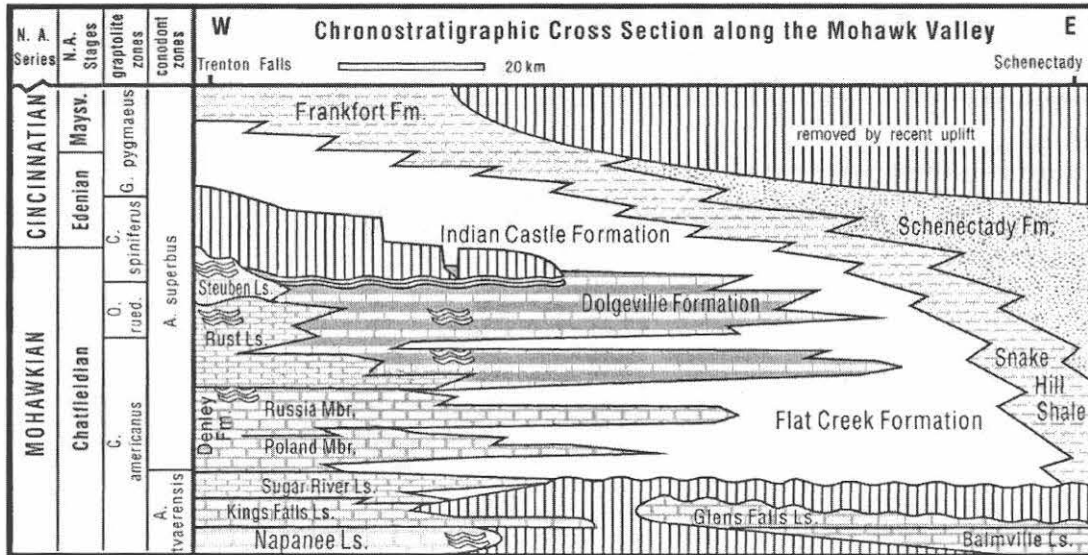 Chronostratigraphic Cross Section along the Mohawk Valley
W
E
N. A.
Series
N.A.
Stages
graptolite
zones
conodont
zones
Trenton Falls
20 km
Schenectady
CINCINNATIAN
MOHAWKIAN
Maysv.
Edenian
Chatfieldian
G. pygmaeus
C.
spiniferus
O.
rued.
C.
americanus
A. superbus
A.
tvaerensis
Frankfort Fm.
removed by recent uplift
Schenectady Fm.
Indian Castle Formation
Steuben Ls.
Dolgeville Formation
Rust Ls.
Snake
Hill
Shale
Denley
Fm.
Russia Mbr.
Flat Creek Formation
Poland Mbr.
Sugar River Ls.
Kings Falls Ls.
Glens Falls Ls.
Napanee Ls.
Balmville Ls.